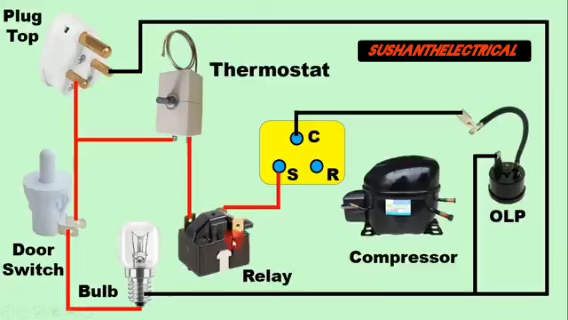 Plug
Top
SUSHANTHELECTRICAL
Thermostat
C
S
R
OLP
Door
Switch
Compressor
Relay
Bulb